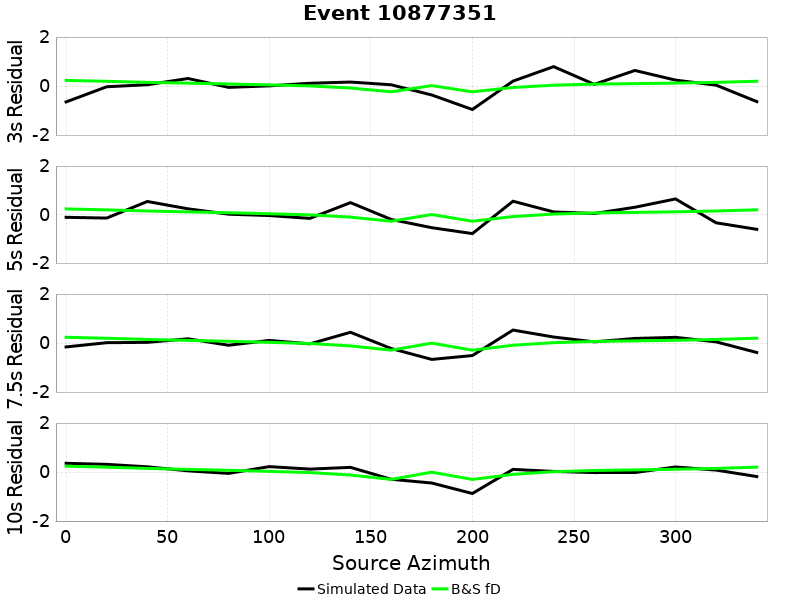 Event 10877351
3s Residual
2
0
-2
5s Residual
2
0
-2
7.5s Residual
2
0
-2
10s Residual
2
0
-2
0 50 100 150 200 250 300
Source Azimuth
Simulated Data B&S fD